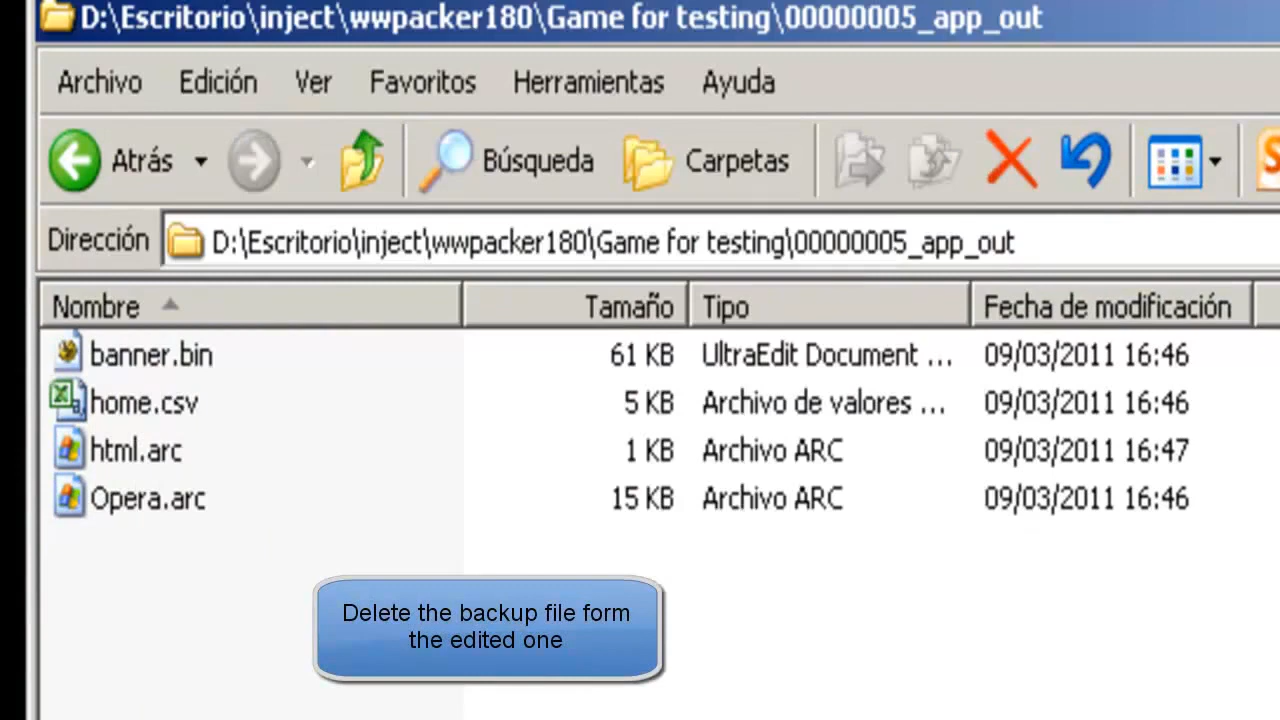 D:\Escritorio\inject\wwpacker180\Game for testing\00000005_app_out
Archivo Edición Ver Favoritos Herramientas Ayuda
Atrás Búsqueda Carpetas
Dirección D:\Escritorio\inject\wwpacker180\Game for testing\00000005_app_out
Nombre Tamaño Tipo Fecha de modificación
banner.bin 61 KB UltraEdit Document ... 09/03/2011 16:46
home.csv 5 KB Archivo de valores ... 09/03/2011 16:46
html.arc 1 KB Archivo ARC 09/03/2011 16:47
Opera.arc 15 KB Archivo ARC 09/03/2011 16:46
Delete the backup file form
the edited one